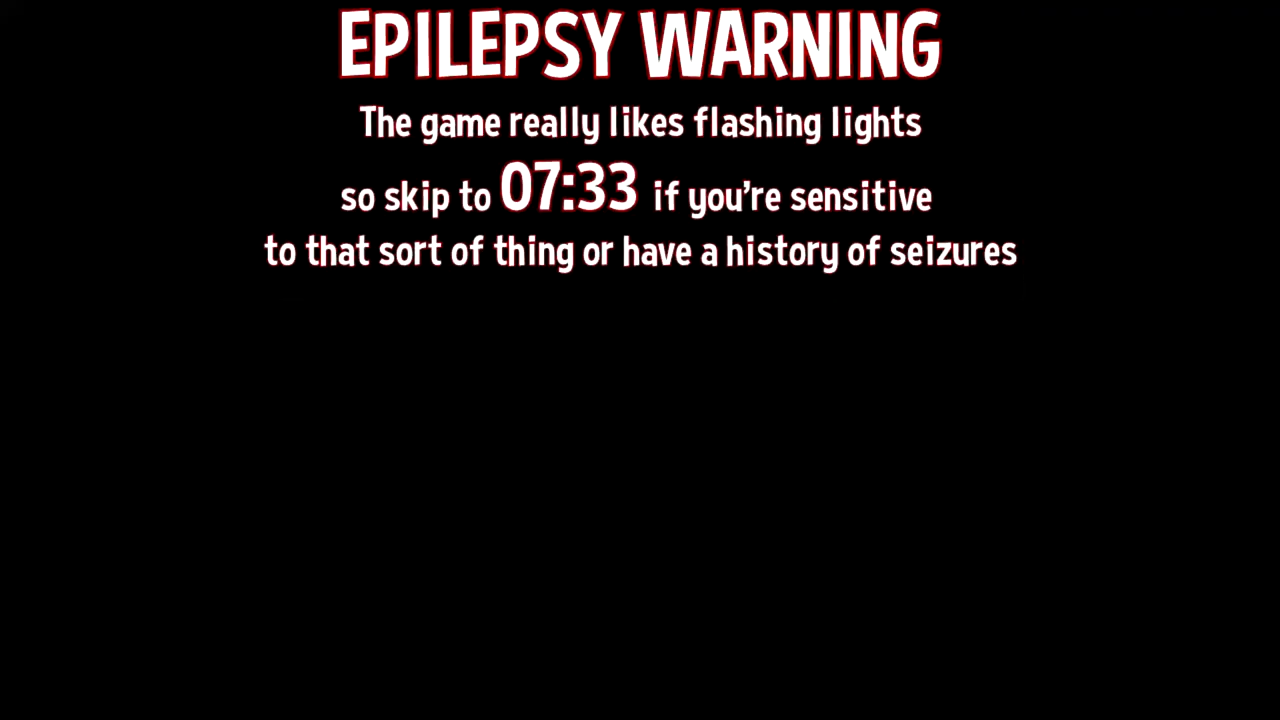 EPILEPSY WARNING
The game really likes flashing lights
so skip to 07:33 if you're sensitive
to that sort of thing or have a history of seizures